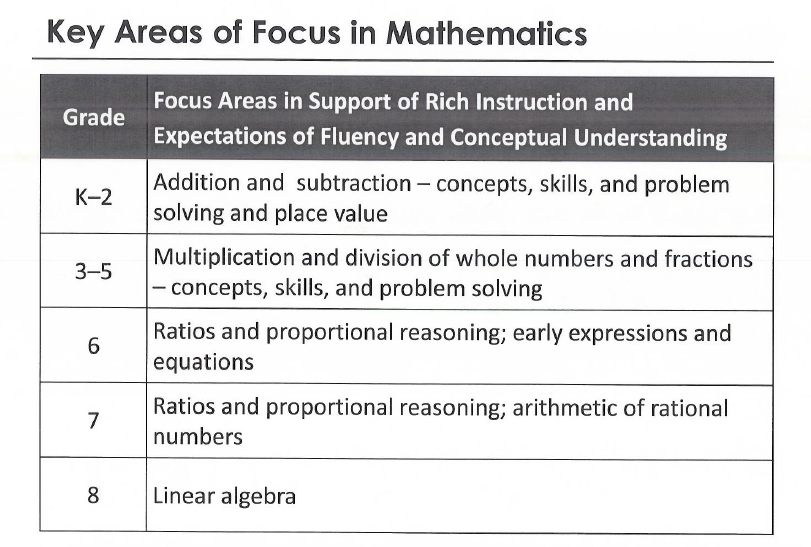 Key Areas of Focus in Mathematics
Grade
Focus Areas in Support of Rich Instruction and
Expectations of Fluency and Conceptual Understanding
K–2
Addition and subtraction – concepts, skills, and problem
solving and place value
3–5
Multiplication and division of whole numbers and fractions
– concepts, skills, and problem solving
6
Ratios and proportional reasoning; early expressions and
equations
7
Ratios and proportional reasoning; arithmetic of rational
numbers
8
Linear algebra